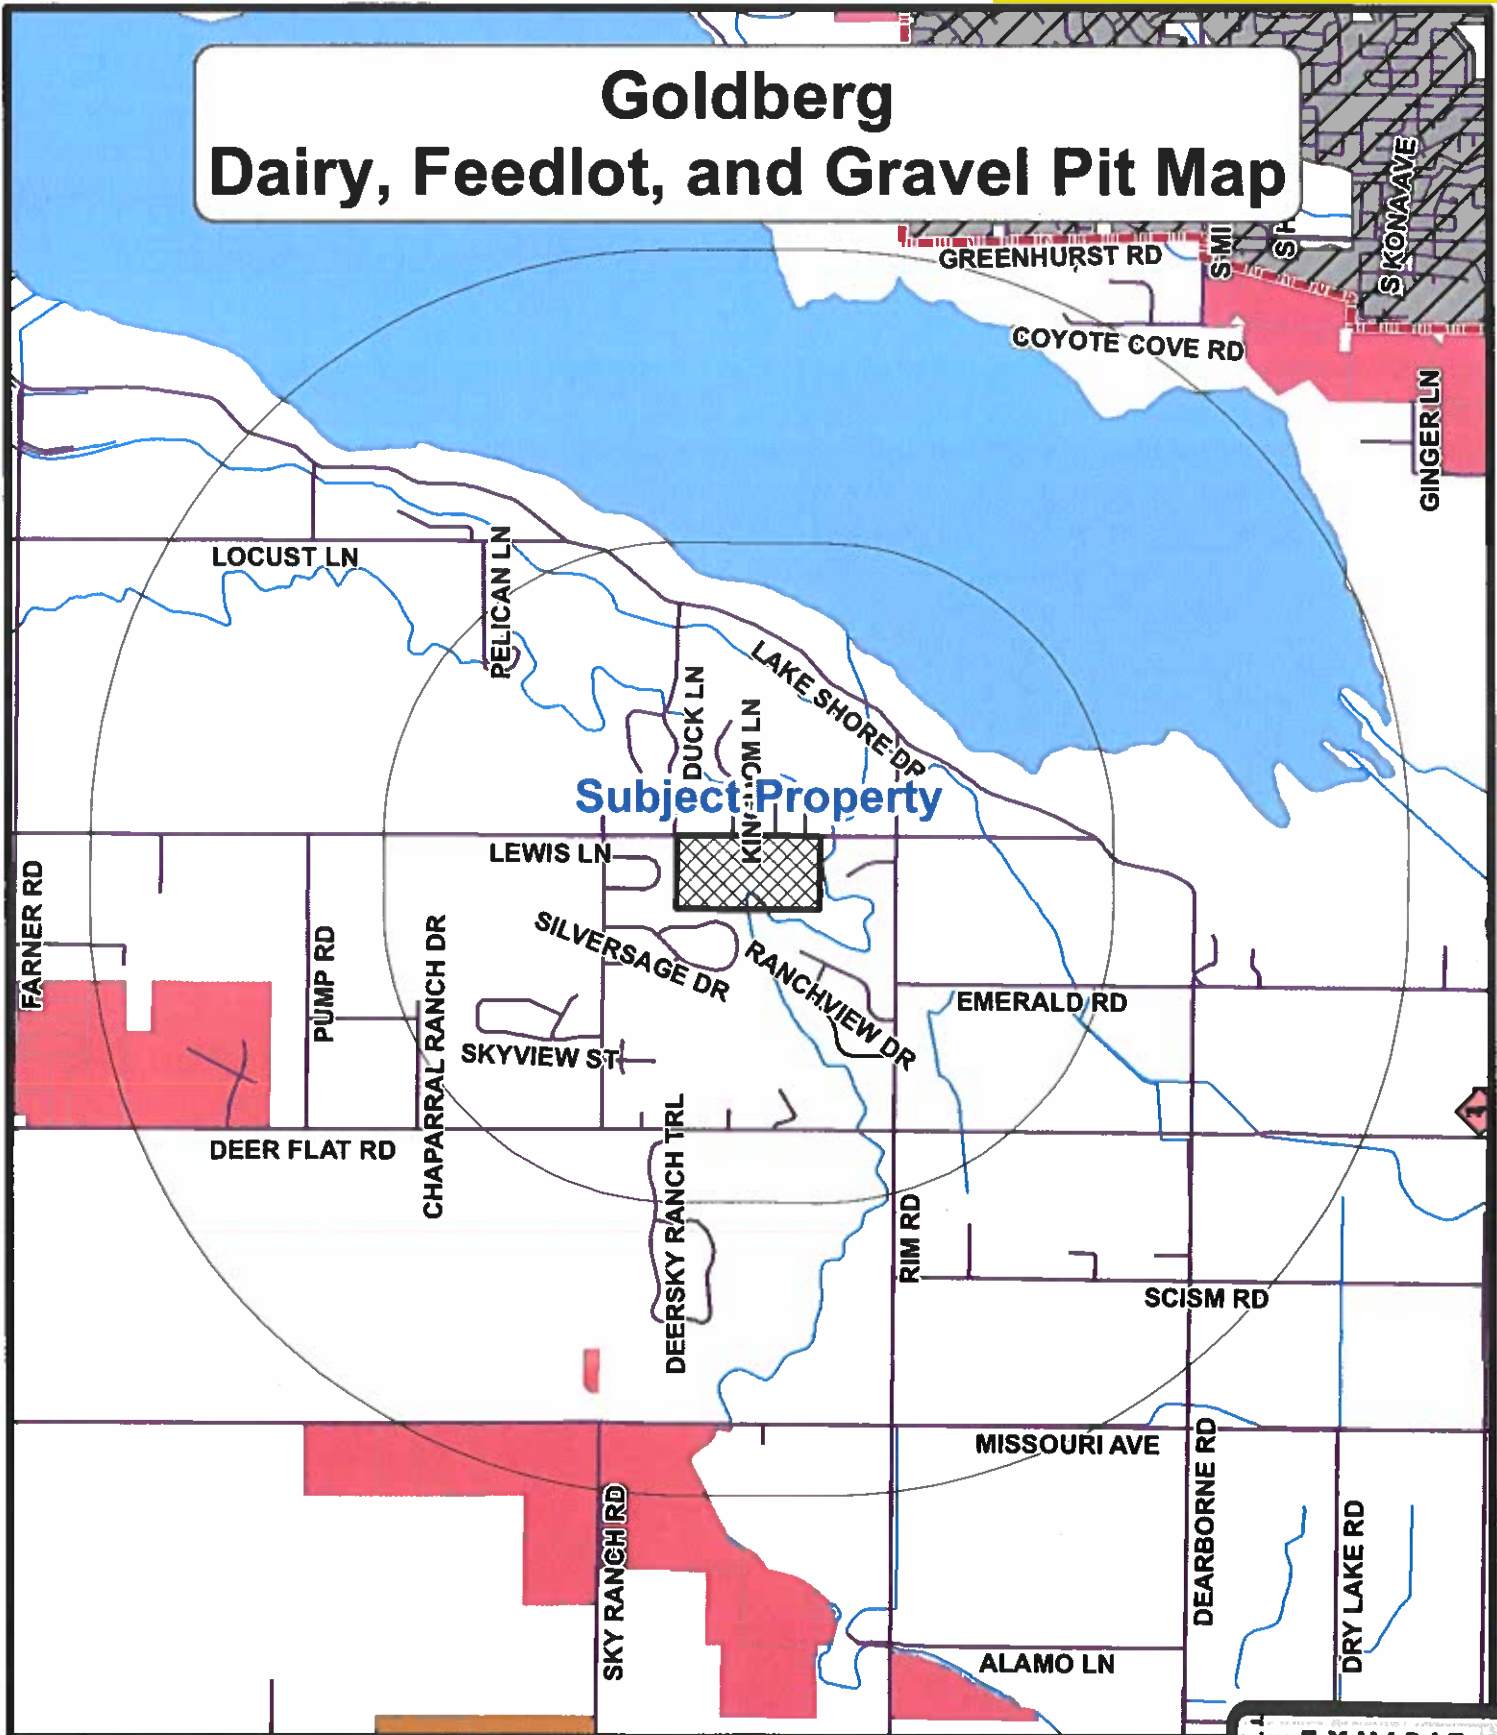 Goldberg
Dairy, Feedlot, and Gravel Pit Map
GREENHURST RD
S MI
S KONA AVE
COYOTE COVE RD
GINGER LN
LOCUST LN
PELICAN LN
LAKE SHORE DR
DUCK LN
Subject Property
LEWIS LN
FARNER RD
PUMP RD
CHAPARRAL RANCH DR
SILVERSAGE DR
RANCHVIEW DR
EMERALD RD
SKYVIEW ST
DEER FLAT RD
DEERSKY RANCH TRL
RIM RD
SCISM RD
MISSOURI AVE
SKY RANCH RD
DEARBORNE RD
DRY LAKE RD
ALAMO LN